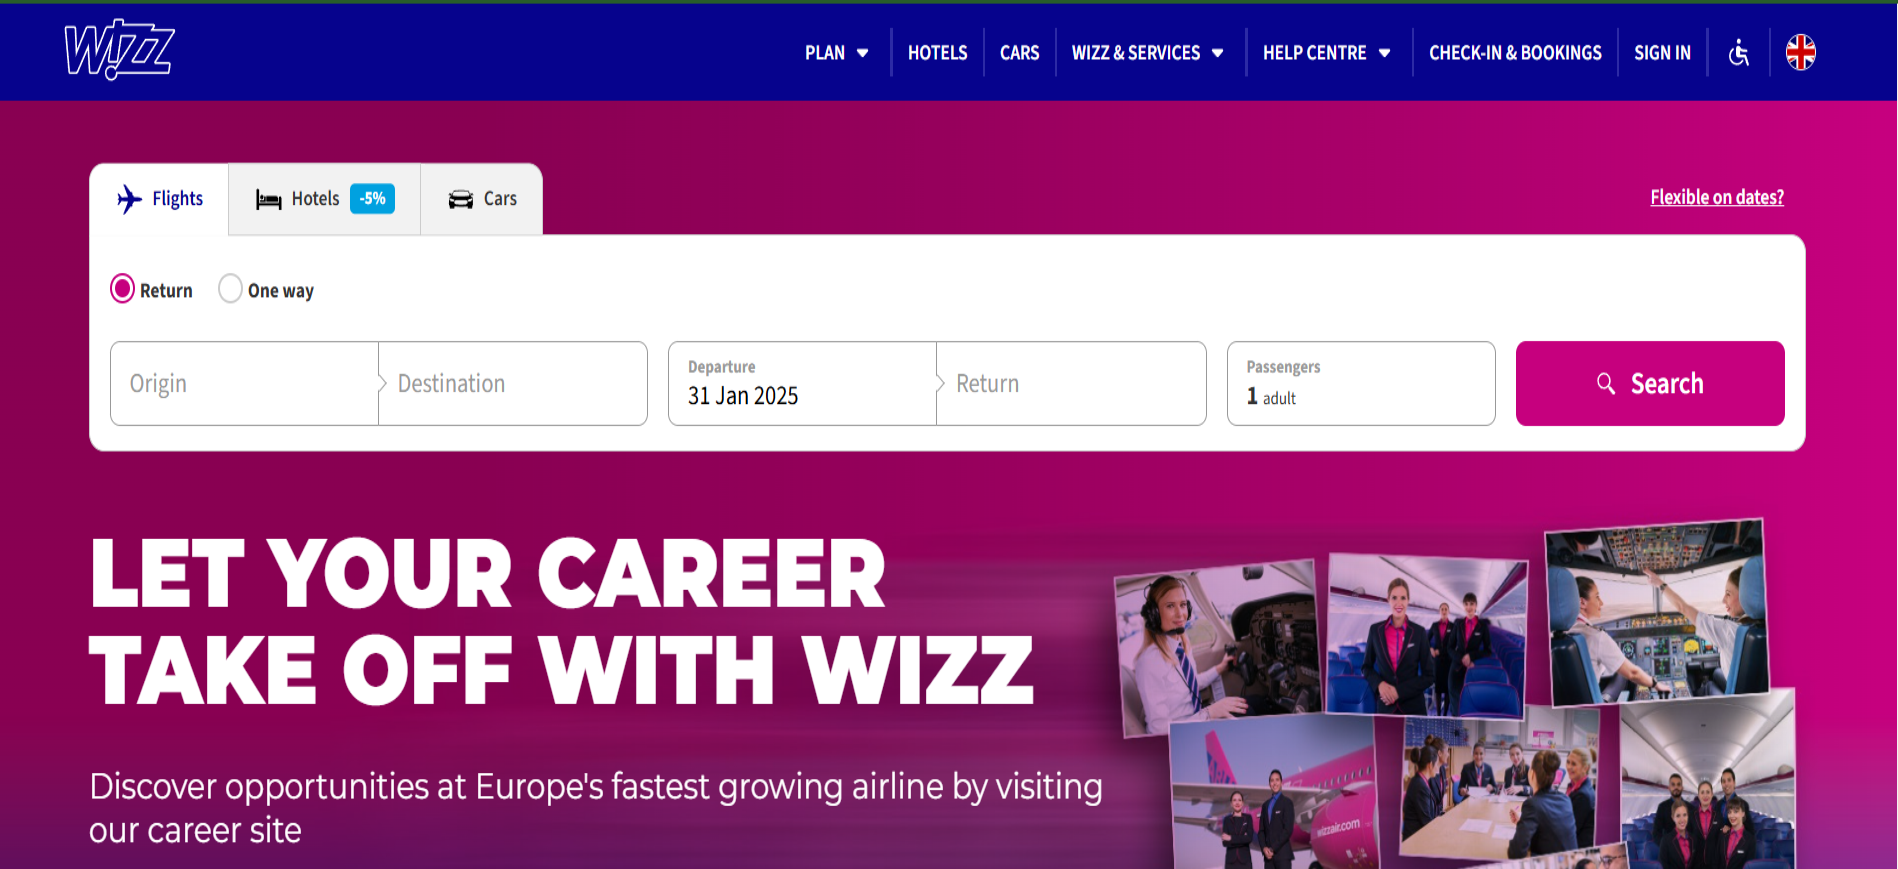 WIZZ
PLAN
HOTELS
CARS
WIZZ & SERVICES
HELP CENTRE
CHECK-IN & BOOKINGS
SIGN IN
Flights
Hotels -5%
Cars
Flexible on dates?
Return
One way
Origin
Destination
Departure
31 Jan 2025
Return
Passengers
1 adult
Search
LET YOUR CAREER
TAKE OFF WITH WIZZ
Discover opportunities at Europe's fastest growing airline by visiting
our career site
wizzair.com